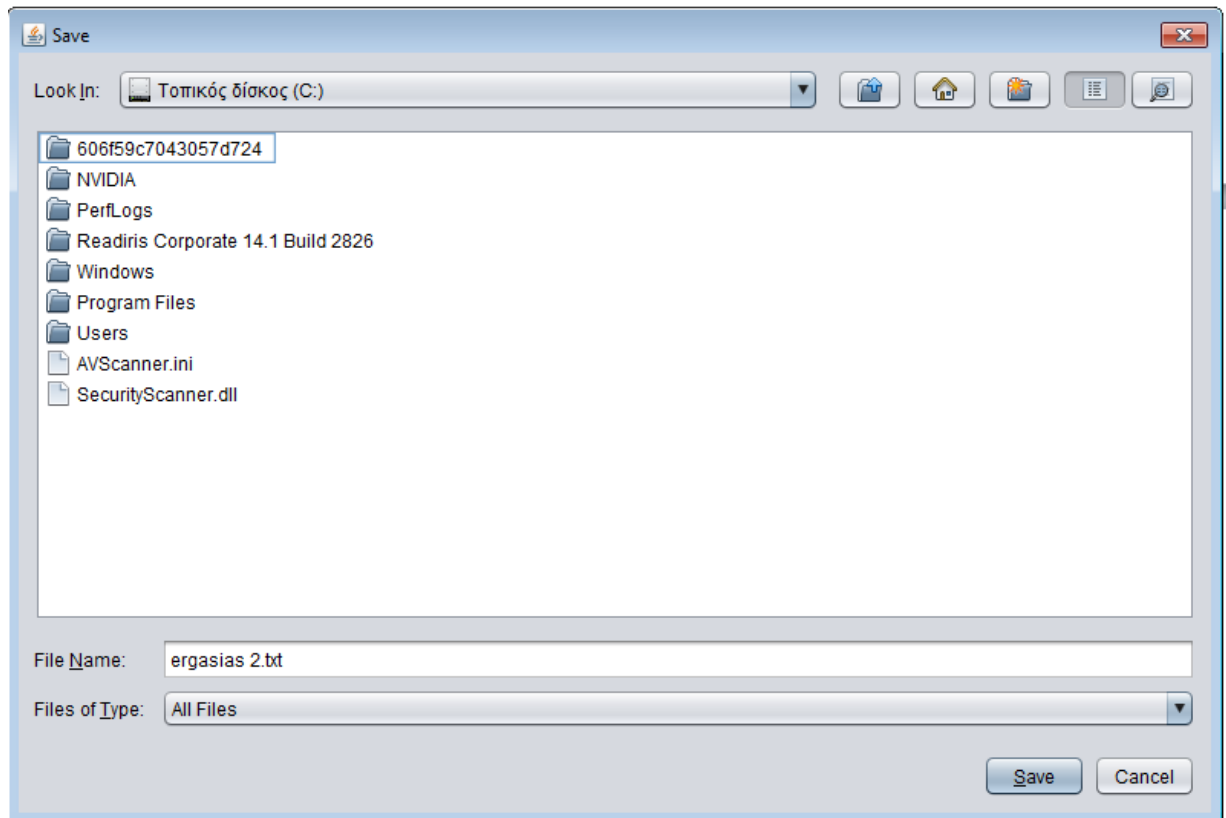 Save
Look In: Τοπικός δίσκος (C:)
606f59c7043057d724
NVIDIA
PerfLogs
Readiris Corporate 14.1 Build 2826
Windows
Program Files
Users
AVScanner.ini
SecurityScanner.dll
File Name: ergasias 2.txt
Files of Type: All Files
Save Cancel